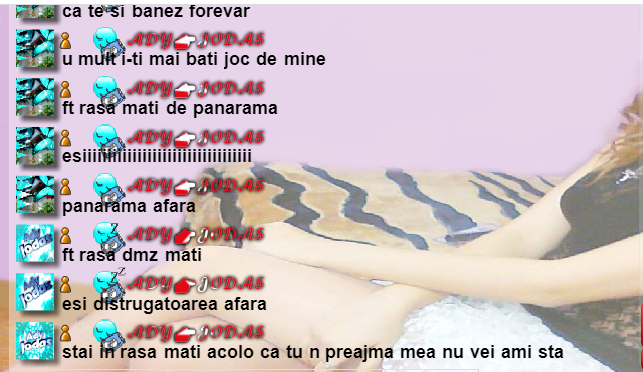 ca te si banez forevar
ADY JODAS
u mult i-ti mai bati joc de mine
ADY JODAS
ft rasa mati de panarama
ADY JODAS
esiiiiiiiiiiiiiiiiiiiiiiiiiiiiiiiiiiii
ADY JODAS
panarama afara
ADY JODAS
ft rasa dmz mati
ADY JODAS
esi distrugatoarea afara
ADY JODAS
stai in rasa mati acolo ca tu n preajma mea nu vei ami sta